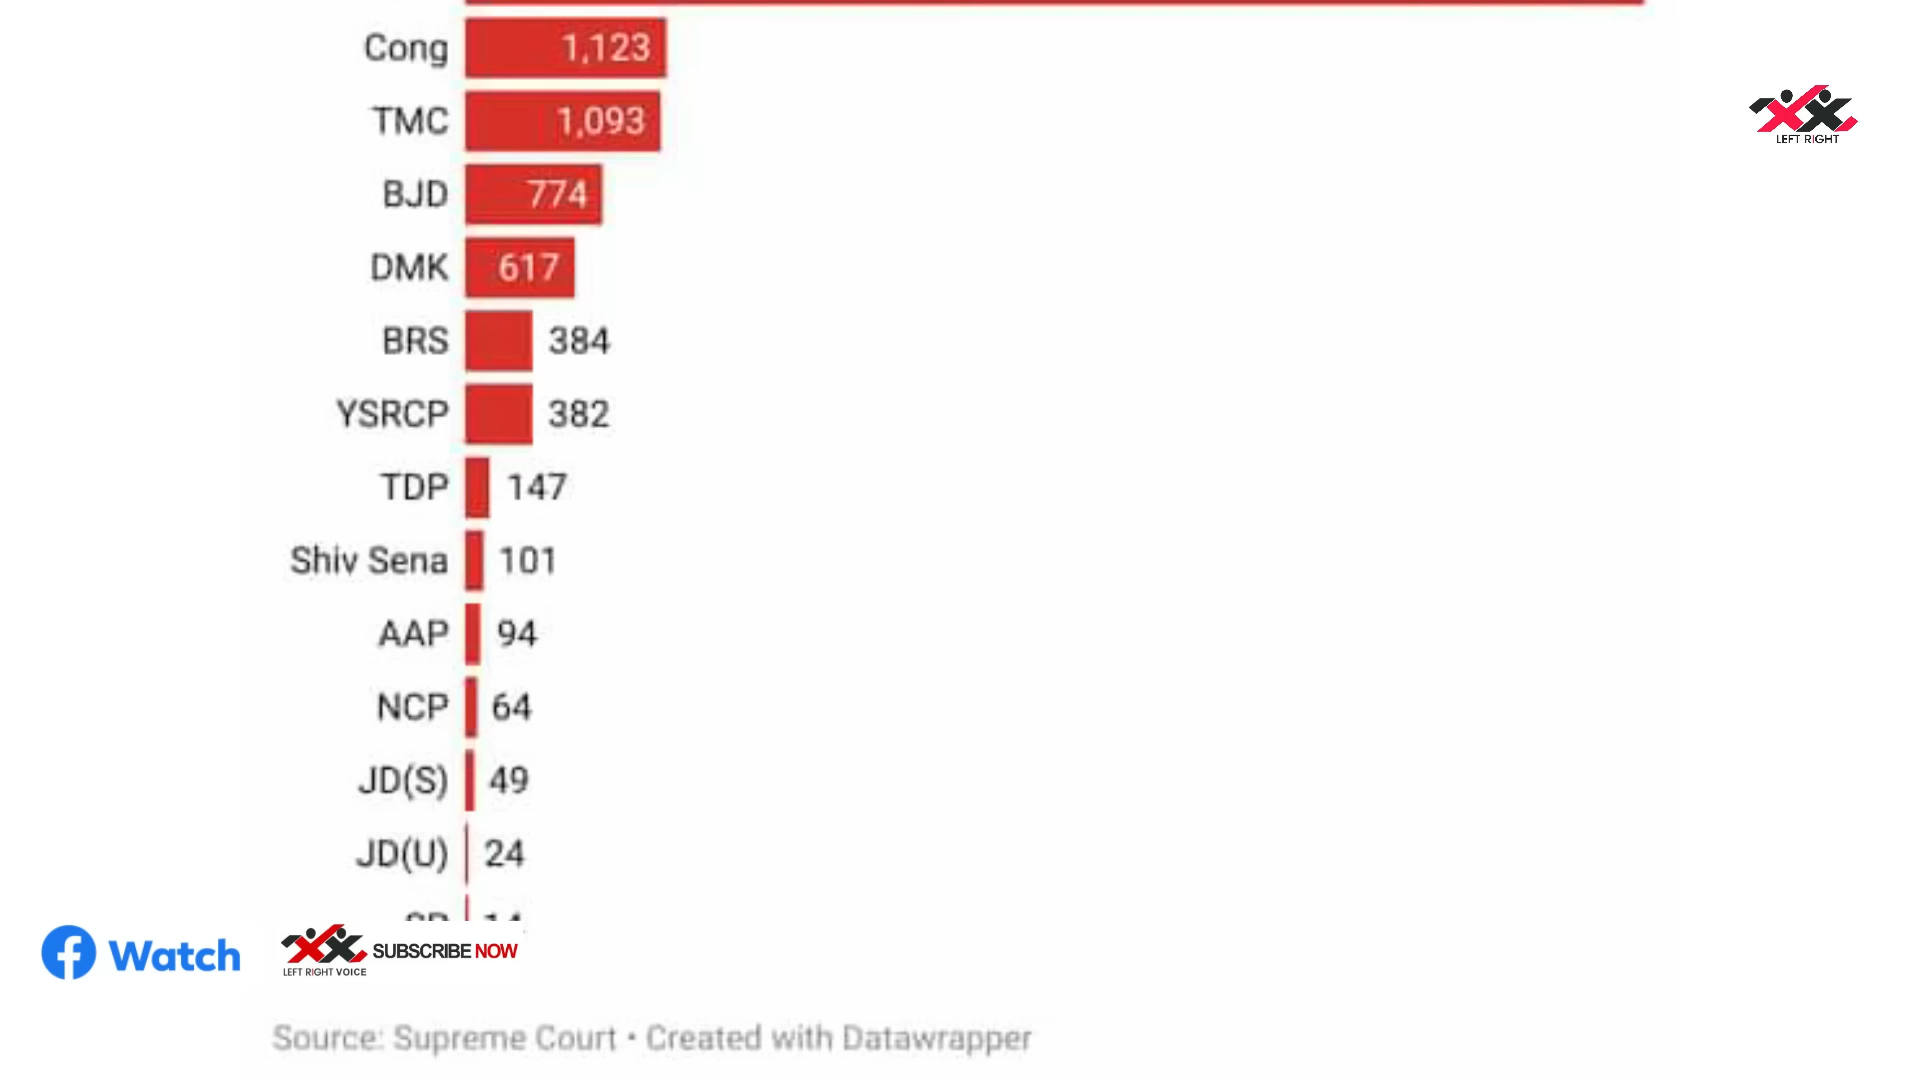 Cong 1,123
LEFT RIGHT
TMC 1,093
BJD 774
DMK 617
BRS 384
YSRCP 382
TDP 147
Shiv Sena 101
AAP 94
NCP 64
JD(S) 49
JD(U) 24
Watch
SUBSCRIBE NOW
LEFT RIGHT VOICE
Source: Supreme Court • Created with Datawrapper